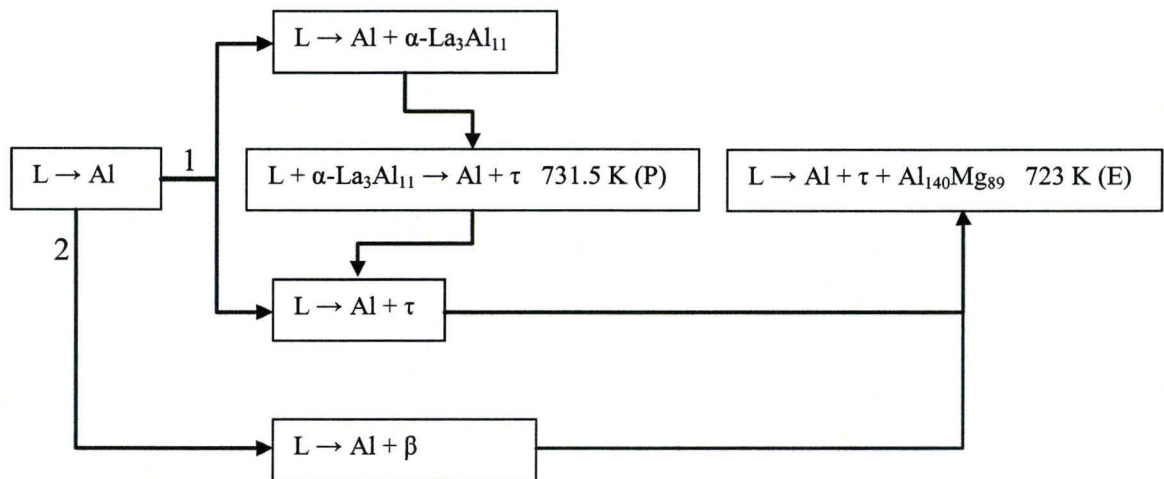 L → Al + α-La₃Al₁₁
1
L → Al
L + α-La₃Al₁₁ → Al + τ 731.5 K (P)
L → Al + τ + Al₁₄₀Mg₈₉ 723 K (E)
2
L → Al + τ
L → Al + β